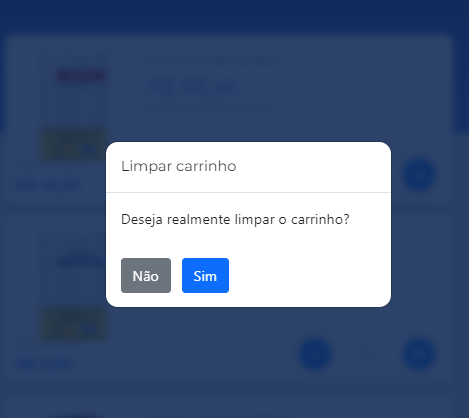 Limpar carrinho
Deseja realmente limpar o carrinho?
Não
Sim